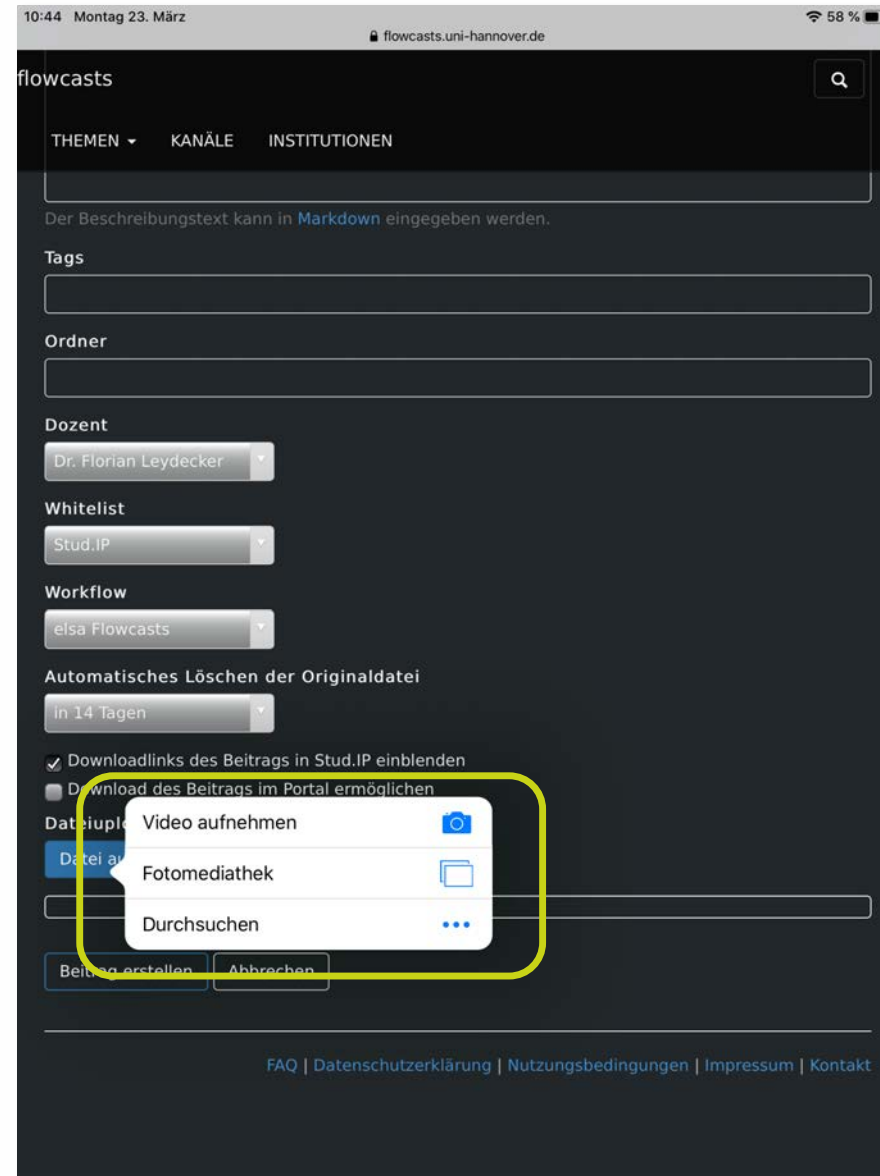 10:44 Montag 23. März 58 %
flowcasts.uni-hannover.de
flowcasts
THEMEN KANÄLE INSTITUTIONEN
Der Beschreibungstext kann in Markdown eingegeben werden.
Tags
Ordner
Dozent
Dr. Florian Leydecker
Whitelist
Stud.IP
Workflow
elsa Flowcasts
Automatisches Löschen der Originaldatei
in 14 Tagen
Downloadlinks des Beitrags in Stud.IP einblenden
Download des Beitrags im Portal ermöglichen
Video aufnehmen
Datei
Fotomediathek
Durchsuchen
Beitrag erstellen Abbrechen
FAQ | Datenschutzerklärung | Nutzungsbedingungen | Impressum | Kontakt